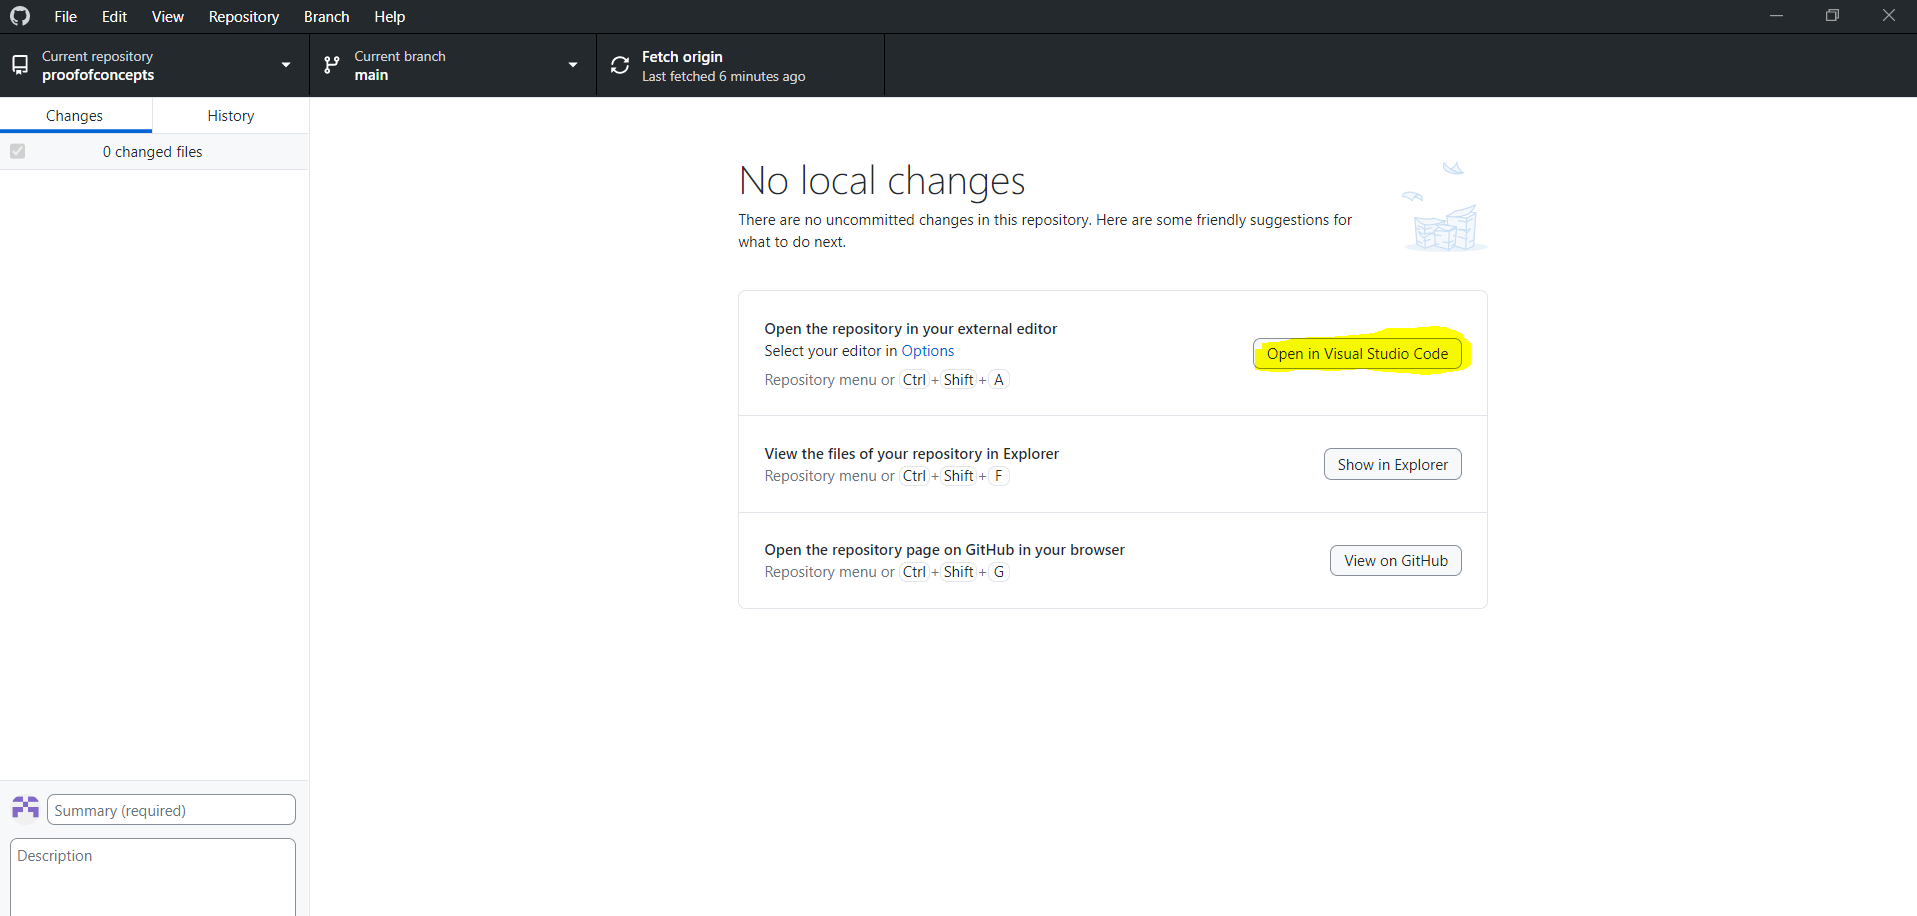 File Edit View Repository Branch Help
Current repository
proofofconcepts
Current branch
main
Fetch origin
Last fetched 6 minutes ago
Changes History
0 changed files
No local changes
There are no uncommitted changes in this repository. Here are some friendly suggestions for
what to do next.
Open the repository in your external editor
Select your editor in Options
Repository menu or Ctrl + Shift + A
Open in Visual Studio Code
View the files of your repository in Explorer
Repository menu or Ctrl + Shift + F
Show in Explorer
Open the repository page on GitHub in your browser
Repository menu or Ctrl + Shift + G
View on GitHub
Summary (required)
Description